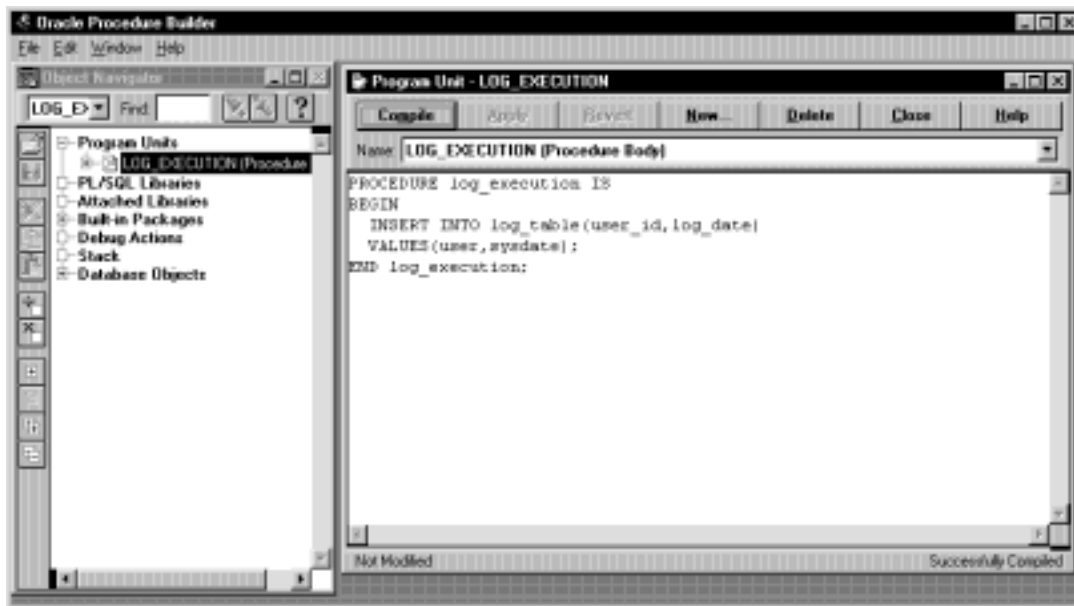 Oracle Procedure Builder
File Edit Window Help
Object Navigator
LOG_E> Find: ?
Program Units
LOG_EXECUTION (Procedure
PL/SQL Libraries
Attached Libraries
Built-in Packages
Debug Actions
Stack
Database Objects
Program Unit - LOG_EXECUTION
Compile Apply Revert New... Delete Close Help
Name: LOG_EXECUTION (Procedure Body)
PROCEDURE log_execution IS
BEGIN
INSERT INTO log_table(user_id,log_date)
VALUES(user,sysdate);
END log_execution;
Not Modified
Successfully Compiled